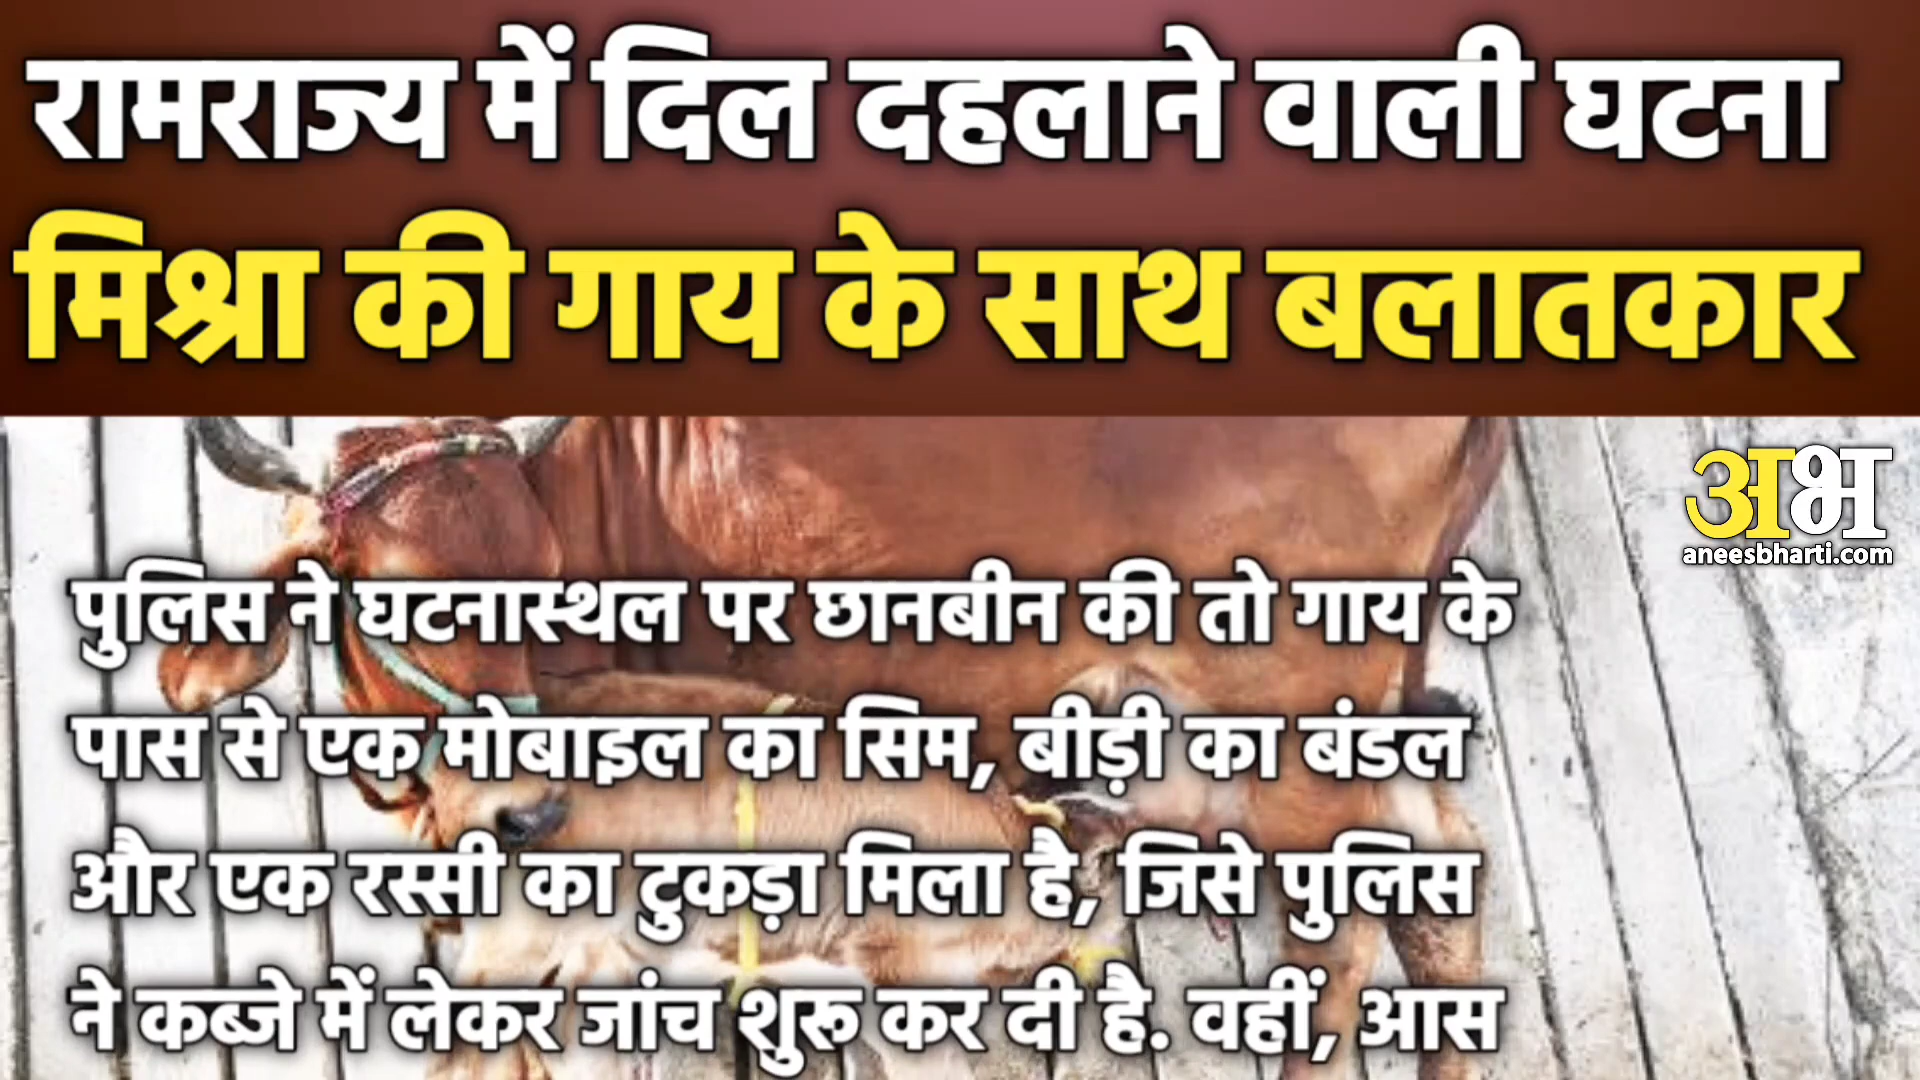 रामराज्य में दिल दहलाने वाली घटना
मिश्रा की गाय के साथ बलातकार
अभ
aneesbharti.com
पुलिस ने घटनास्थल पर छानबीन की तो गाय के
पास से एक मोबाइल का सिम, बीड़ी का बंडल
और एक रस्सी का टुकड़ा मिला है, जिसे पुलिस
ने कब्जे में लेकर जांच शुरू कर दी है. वहीं, आस